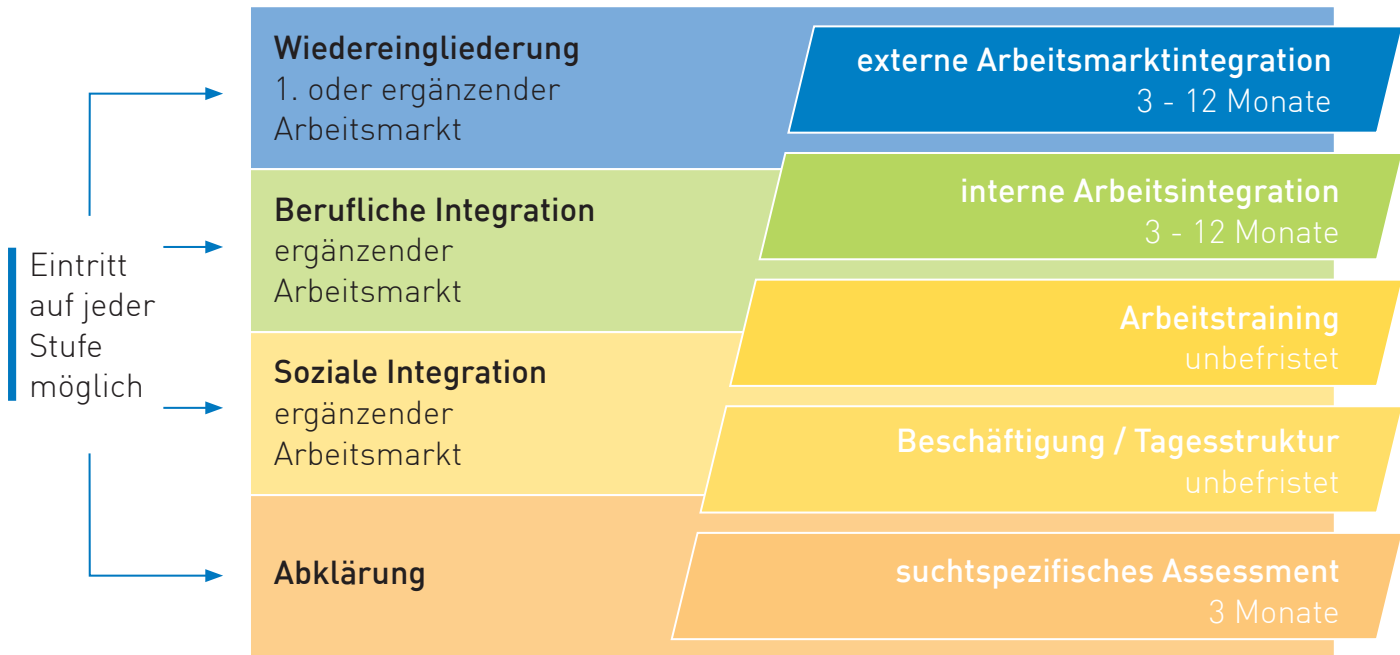 Eintritt
auf jeder
Stufe
möglich
Wiedereingliederung
1. oder ergänzender
Arbeitsmarkt
externe Arbeitsmarktintegration
3 - 12 Monate
Berufliche Integration
ergänzender
Arbeitsmarkt
interne Arbeitsintegration
3 - 12 Monate
Soziale Integration
ergänzender
Arbeitsmarkt
Arbeitstraining
unbefristet
Beschäftigung / Tagesstruktur
unbefristet
Abklärung
suchtspezifisches Assessment
3 Monate